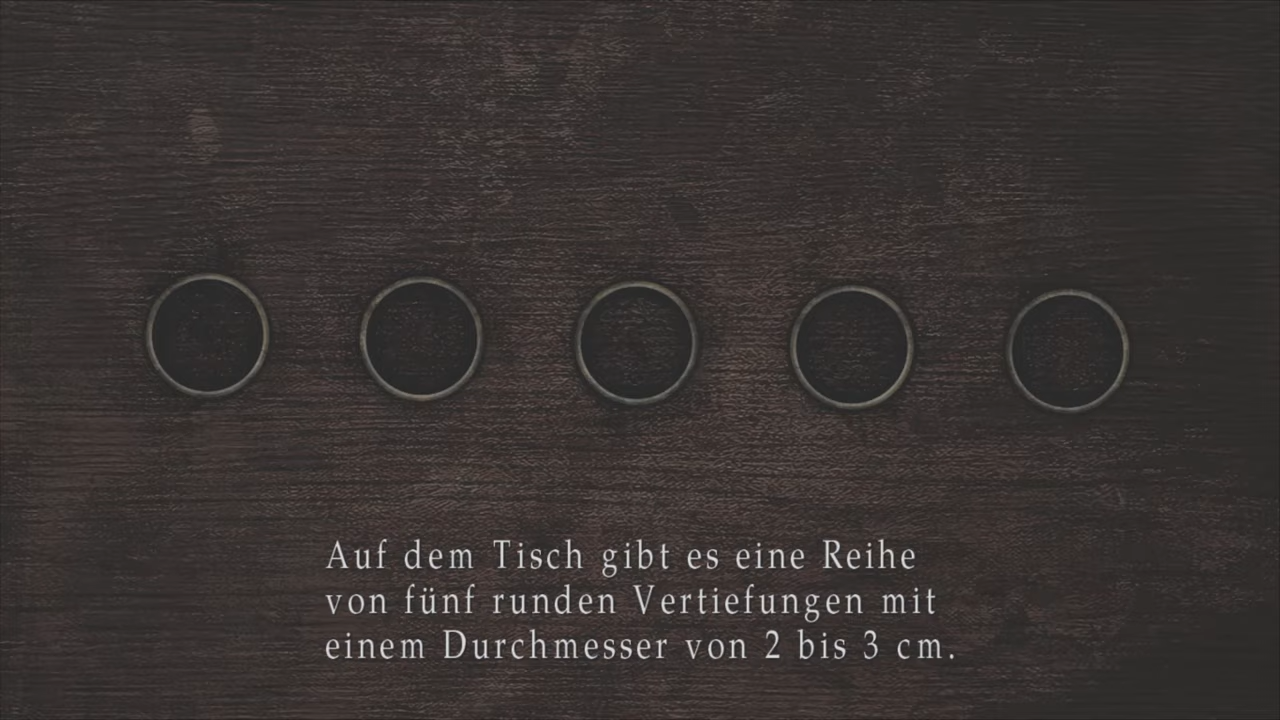 Auf dem Tisch gibt es eine Reihe
von fünf runden Vertiefungen mit
einem Durchmesser von 2 bis 3 cm.